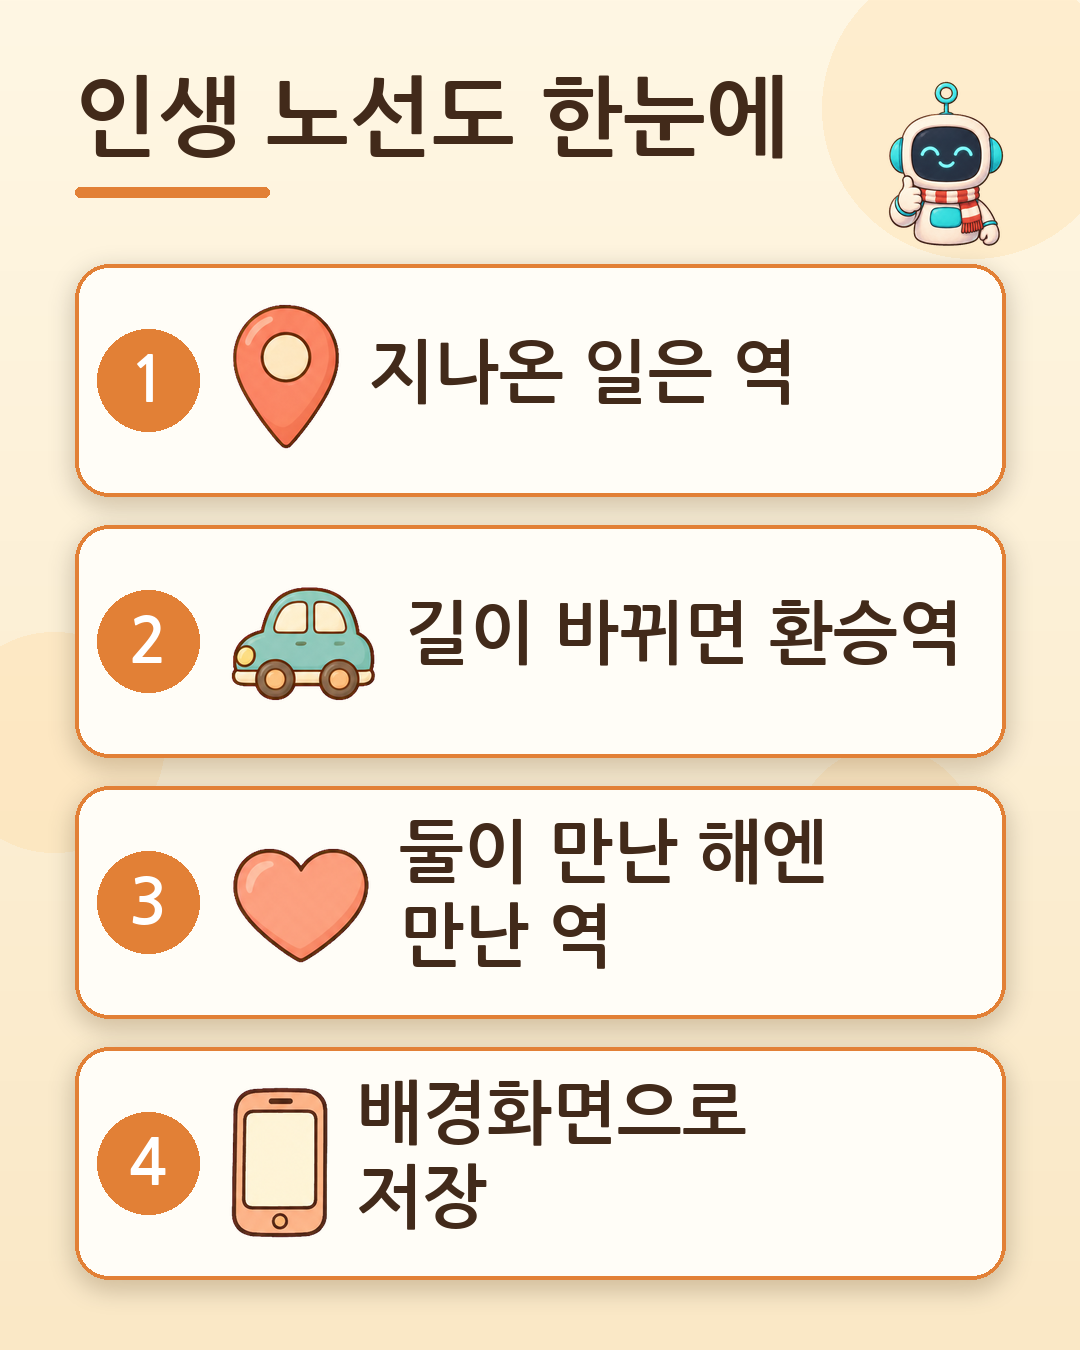 인생 노선도 한눈에
1
지나온 일은 역
2
길이 바뀌면 환승역
3
둘이 만난 해엔
만난 역
4
배경화면으로
저장